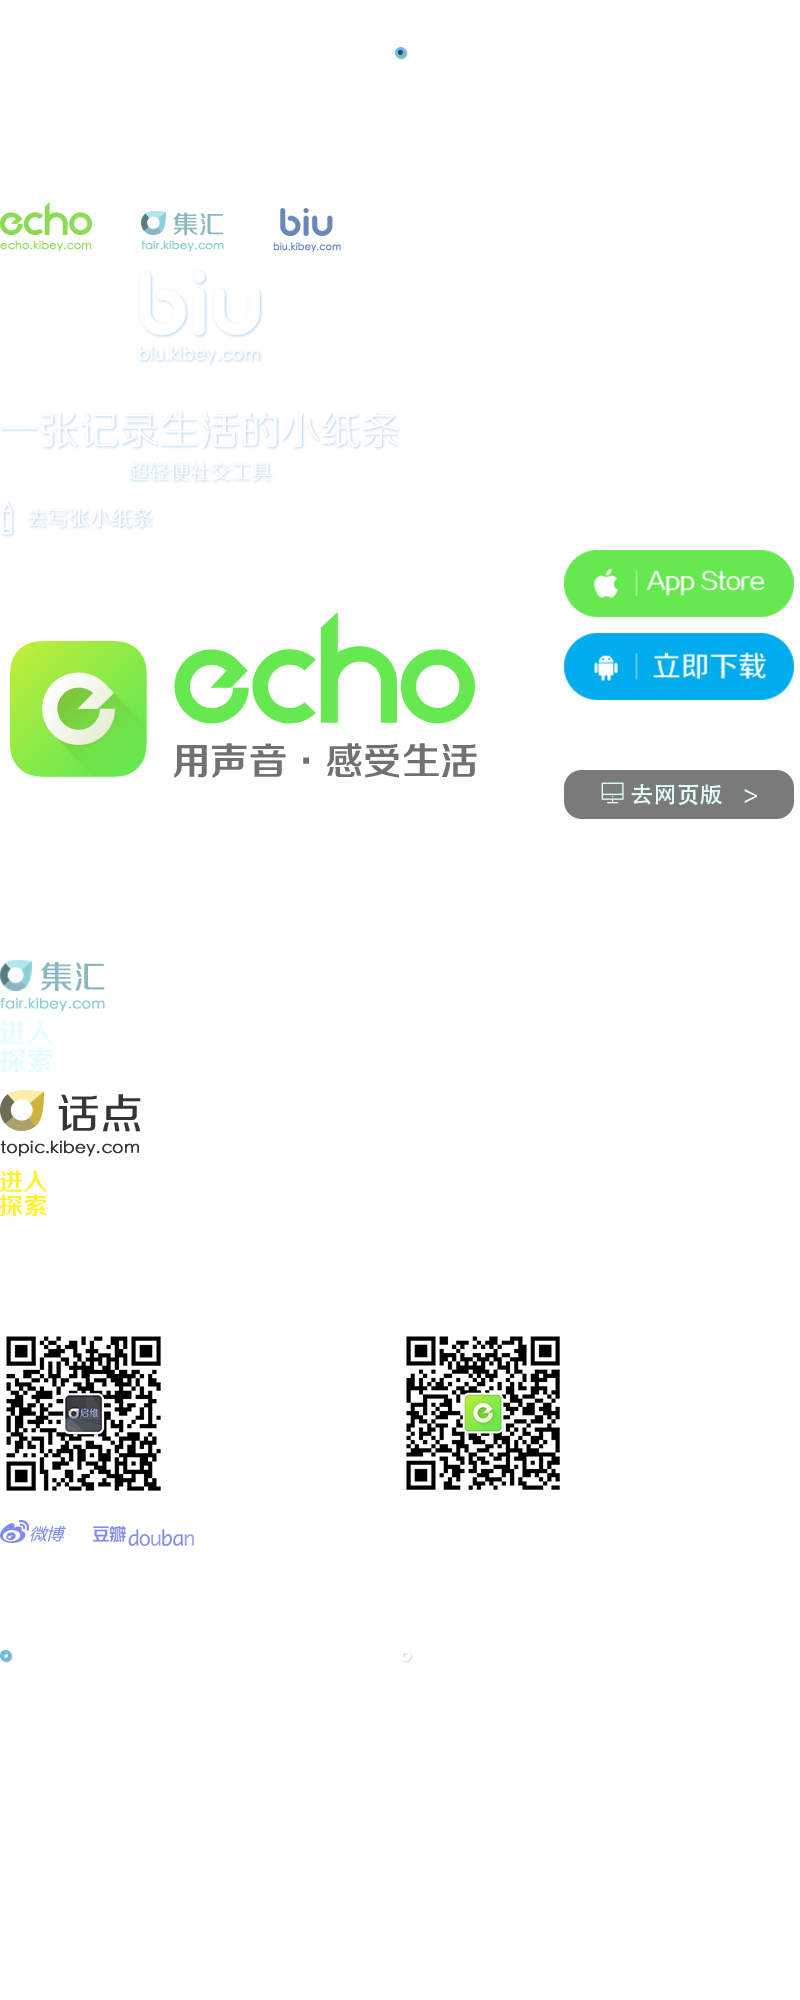 echo
echo.kibey.com
集汇
fair.kibey.com
biu
biu.kibey.com
biu
biu.kibey.com
一张记录生活的小纸条
超轻便社交工具
去写张小纸条
App Store
立即下载
echo
用声音·感受生活
去网页版 >
集汇
fair.kibey.com
进入
探索
话点
topic.kibey.com
进入
探索
启维
微博
豆瓣douban